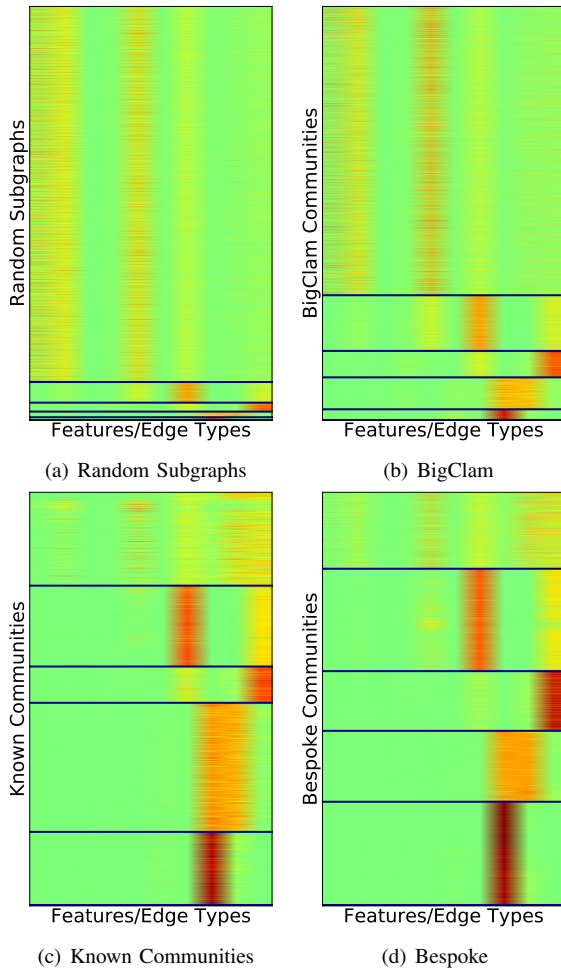 Random Subgraphs
BigClam Communities
Features/Edge Types
Features/Edge Types
(a) Random Subgraphs
(b) BigClam
Known Communities
Bespoke Communities
Features/Edge Types
Features/Edge Types
(c) Known Communities
(d) Bespoke